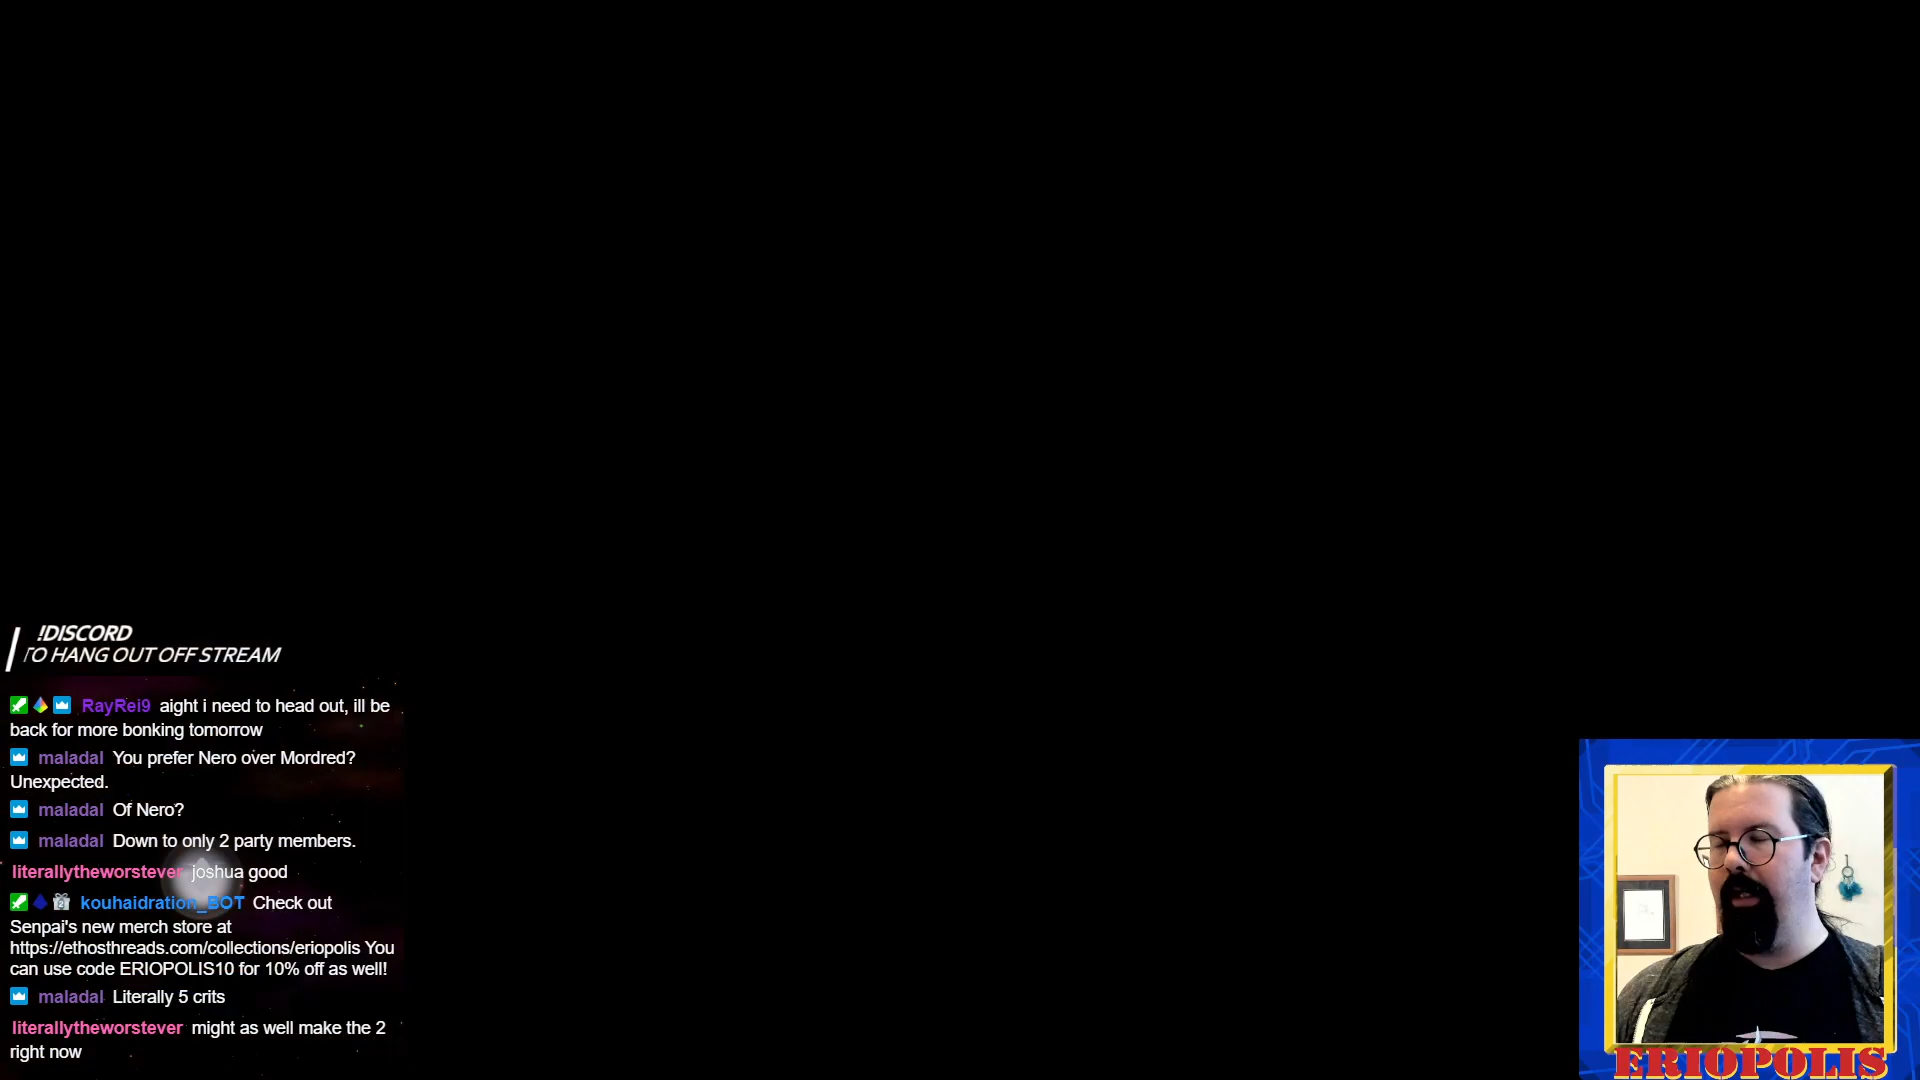 !DISCORD
TO HANG OUT OFF STREAM
RayRei9 aight i need to head out, ill be
back for more bonking tomorrow
maladal You prefer Nero over Mordred?
Unexpected.
maladal Of Nero?
maladal Down to only 2 party members.
literallytheworstever joshua good
kouhaidration_BOT Check out
Senpai's new merch store at
https://ethosthreads.com/collections/eriopolis You
can use code ERIOPOLIS10 for 10% off as well!
maladal Literally 5 crits
literallytheworstever might as well make the 2
right now
ERIOPOLIS